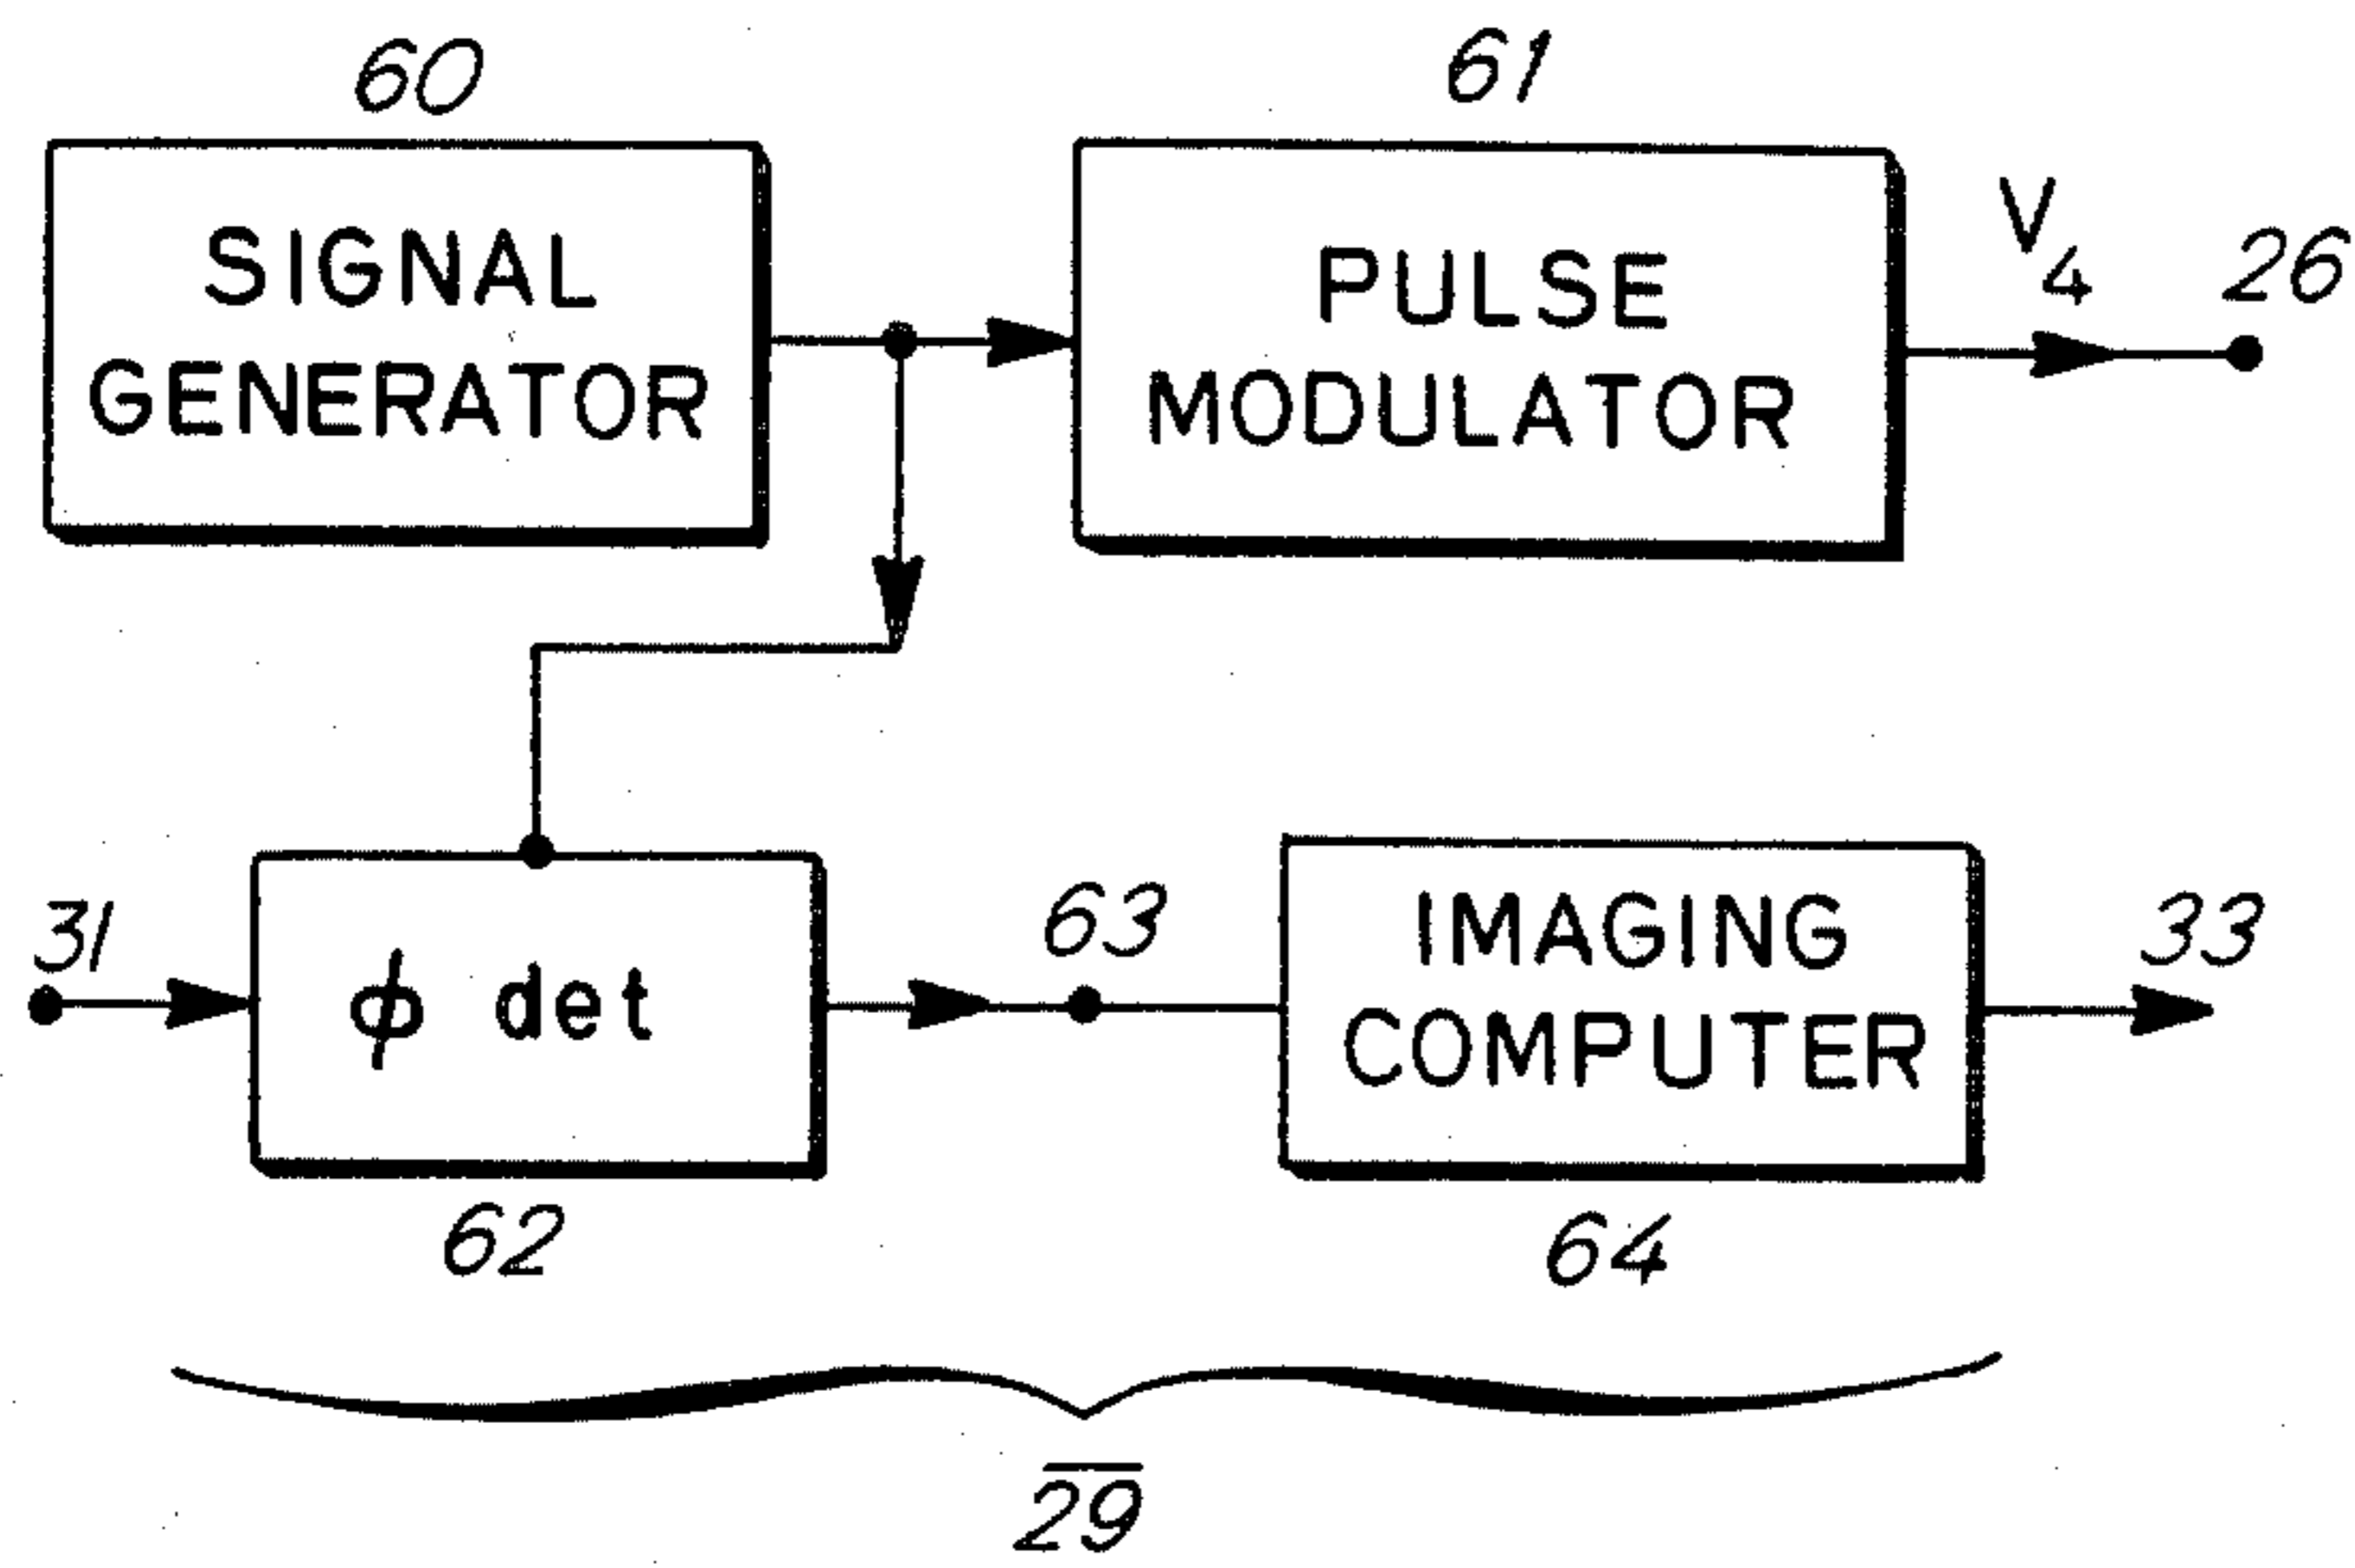 60
61
SIGNAL
GENERATOR
PULSE
MODULATOR
V4
26
31
φ det
63
IMAGING
COMPUTER
33
62
64
29